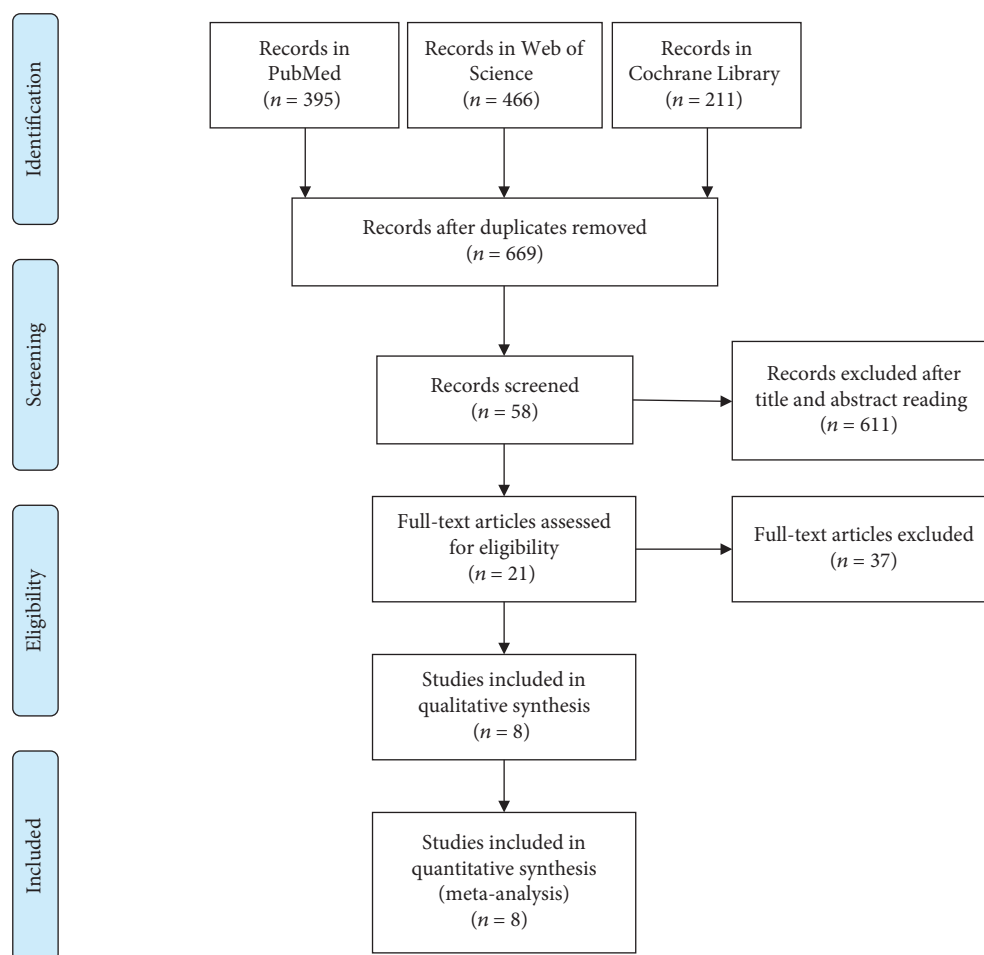 Identification
Records in
PubMed
(n = 395)
Records in Web of
Science
(n = 466)
Records in
Cochrane Library
(n = 211)
Records after duplicates removed
(n = 669)
Screening
Records screened
(n = 58)
Records excluded after
title and abstract reading
(n = 611)
Eligibility
Full-text articles assessed
for eligibility
(n = 21)
Full-text articles excluded
(n = 37)
Studies included in
qualitative synthesis
(n = 8)
Included
Studies included in
quantitative synthesis
(meta-analysis)
(n = 8)